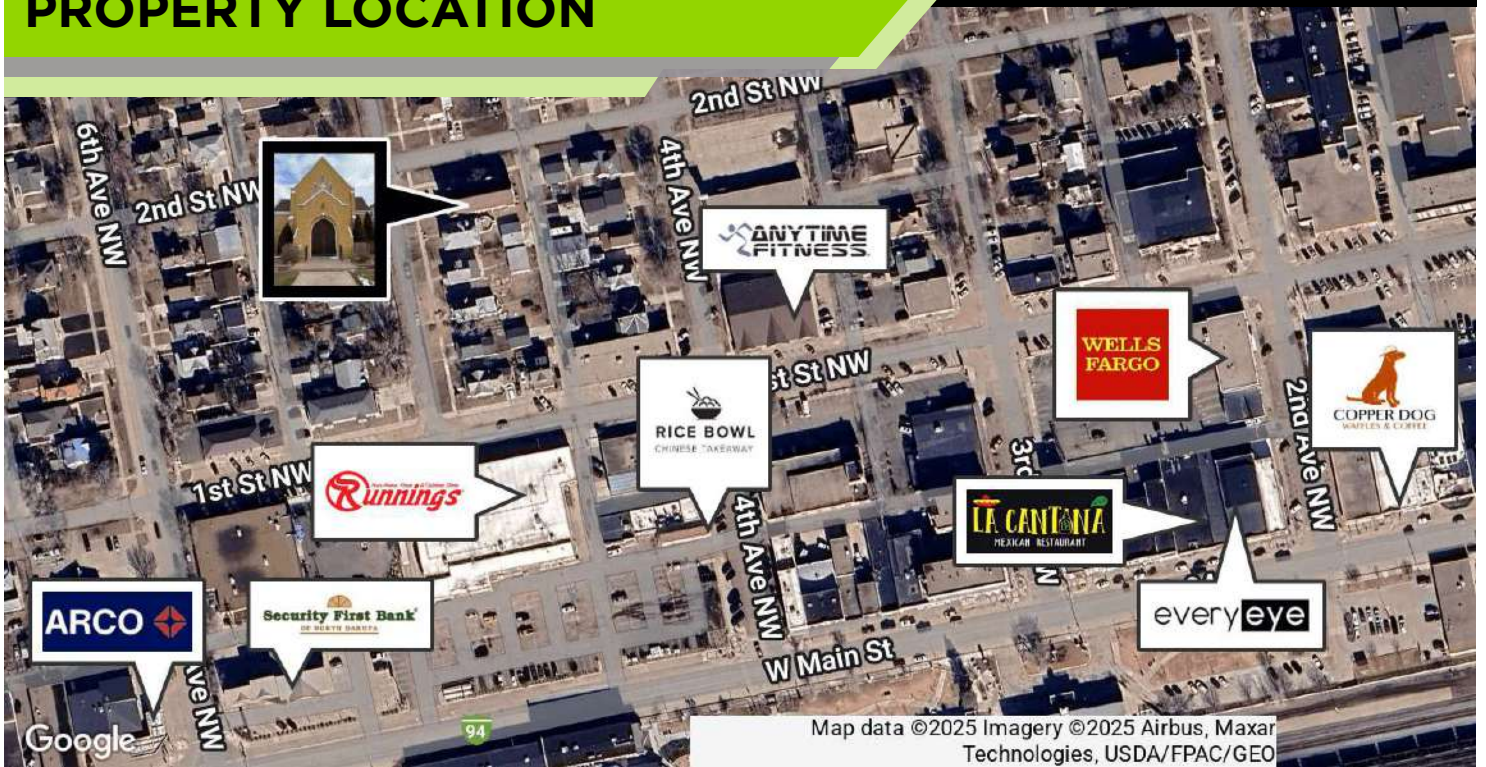 PROPERTY LOCATION
2nd St NW
6th Ave NW
2nd St NW
4th Ave NW
ANYTIME
FITNESS
WELLS
FARGO
COPPER DOG
WAFFLES & COFFEE
2nd Ave NW
st St NW
RICE BOWL
CHINESE TAKEAWAY
3rd
W
1st St NW
Runnings
LA CANTINA
MEXICAN RESTAURANT
4th Ave NW
ARCO
Security First Bank
OF NORTH DAKOTA
everyeye
W Main St
Ave NW
94
Google
Map data ©2025 Imagery ©2025 Airbus, Maxar
Technologies, USDA/FPAC/GEO